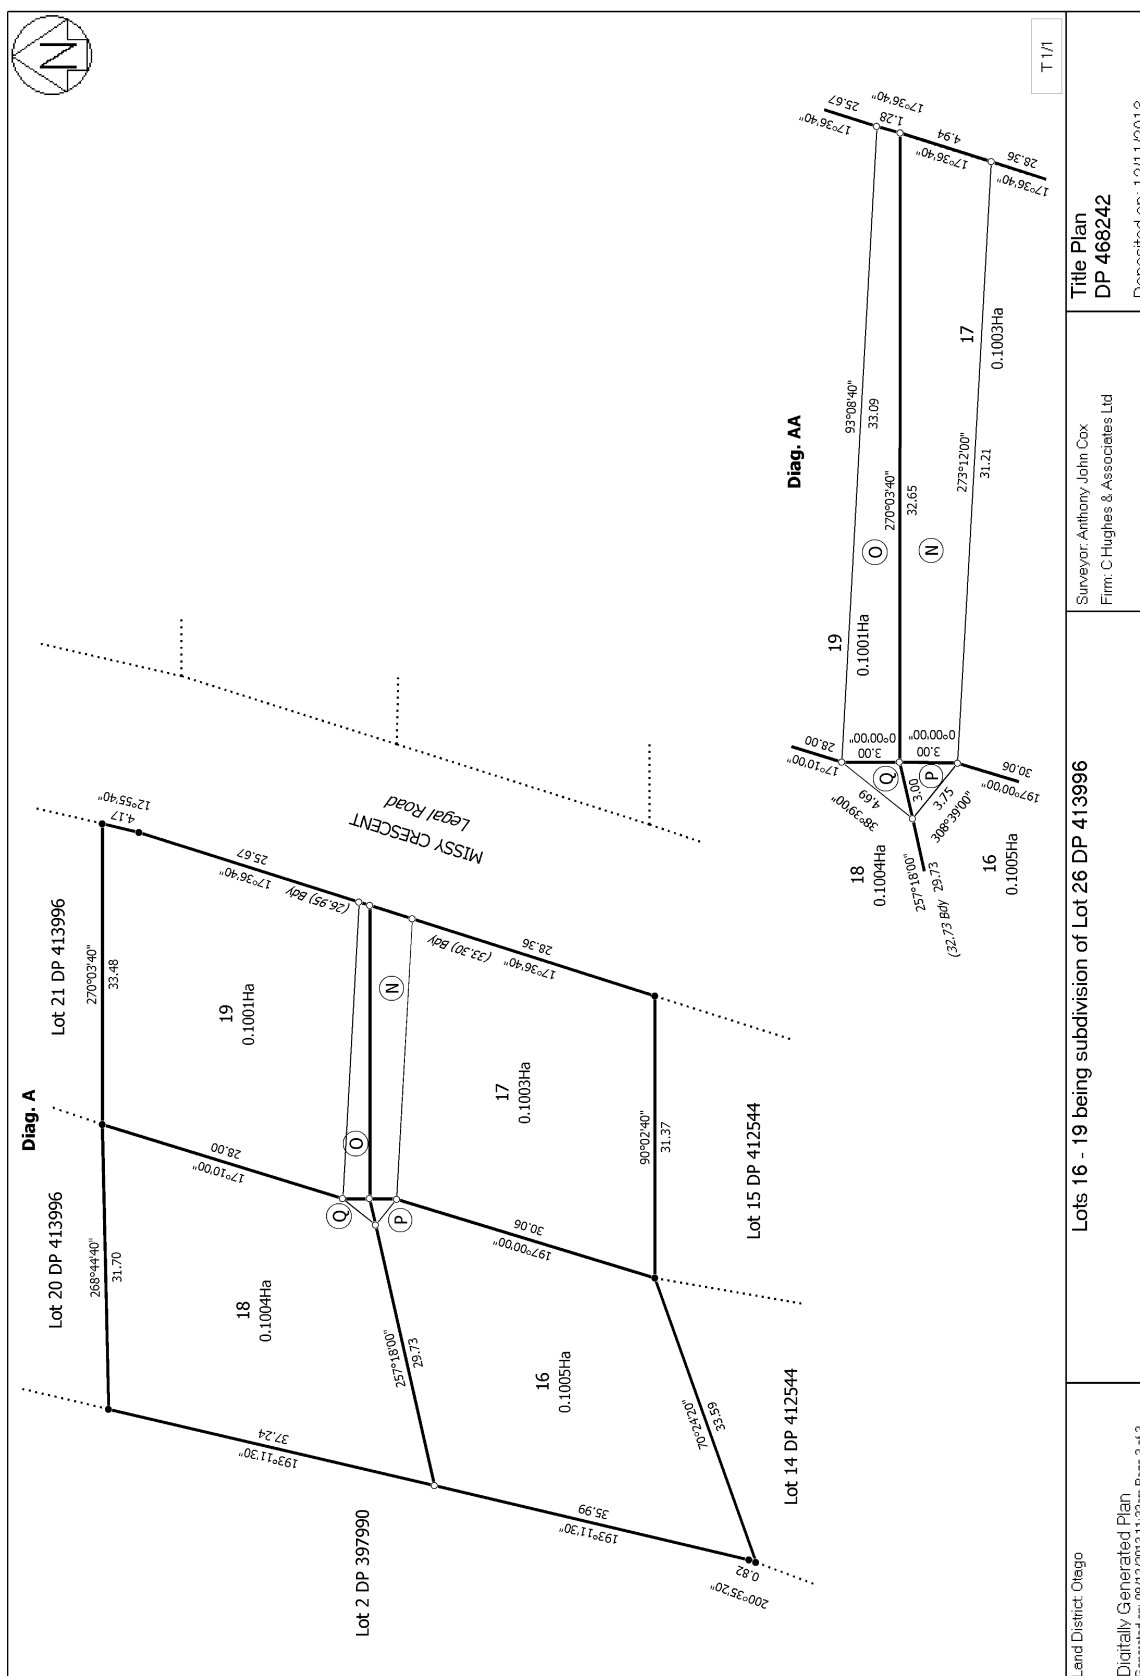 N
T 1/1
Diag. A
Lot 20 DP 413996
Lot 21 DP 413996
268°44'40"
31.70
270°03'40"
33.48
12°55'40"
4.17
25.67
17°36'40"
(26.95) Bdy
28.00
17°10'00"
18
0.1004Ha
19
0.1001Ha
Q
O
P
N
(33.30) Bdy
28.36
17°36'40"
MISSY CRESCENT
Legal Road
37.24
193°11'30"
257°18'00"
29.73
16
0.1005Ha
17
0.1003Ha
30.06
197°00'00"
Lot 2 DP 397990
35.99
193°11'30"
0.82
200°35'20"
70°24'20"
33.59
90°02'40"
31.37
Lot 14 DP 412544
Lot 15 DP 412544
Diag. AA
28.00
17°10'00"
19
0.1001Ha
93°08'40"
33.09
25.67
17°36'40"
1.28
17°36'40"
0°00'00"
3.00
O
270°03'40"
32.65
4.94
17°36'40"
38°39'00"
4.69
Q
3.00
0°00'00"
3.00
P
N
18
0.1004Ha
257°18'00"
29.73
(32.73 Bdy
3.75
308°39'00"
273°12'00"
31.21
17
0.1003Ha
28.36
17°36'40"
16
0.1005Ha
30.06
197°00'00"
Land District: Otago
Digitally Generated Plan
Lots 16 - 19 being subdivision of Lot 26 DP 413996
Surveyor: Anthony John Cox
Firm: C Hughes & Associates Ltd
Title Plan
DP 468242